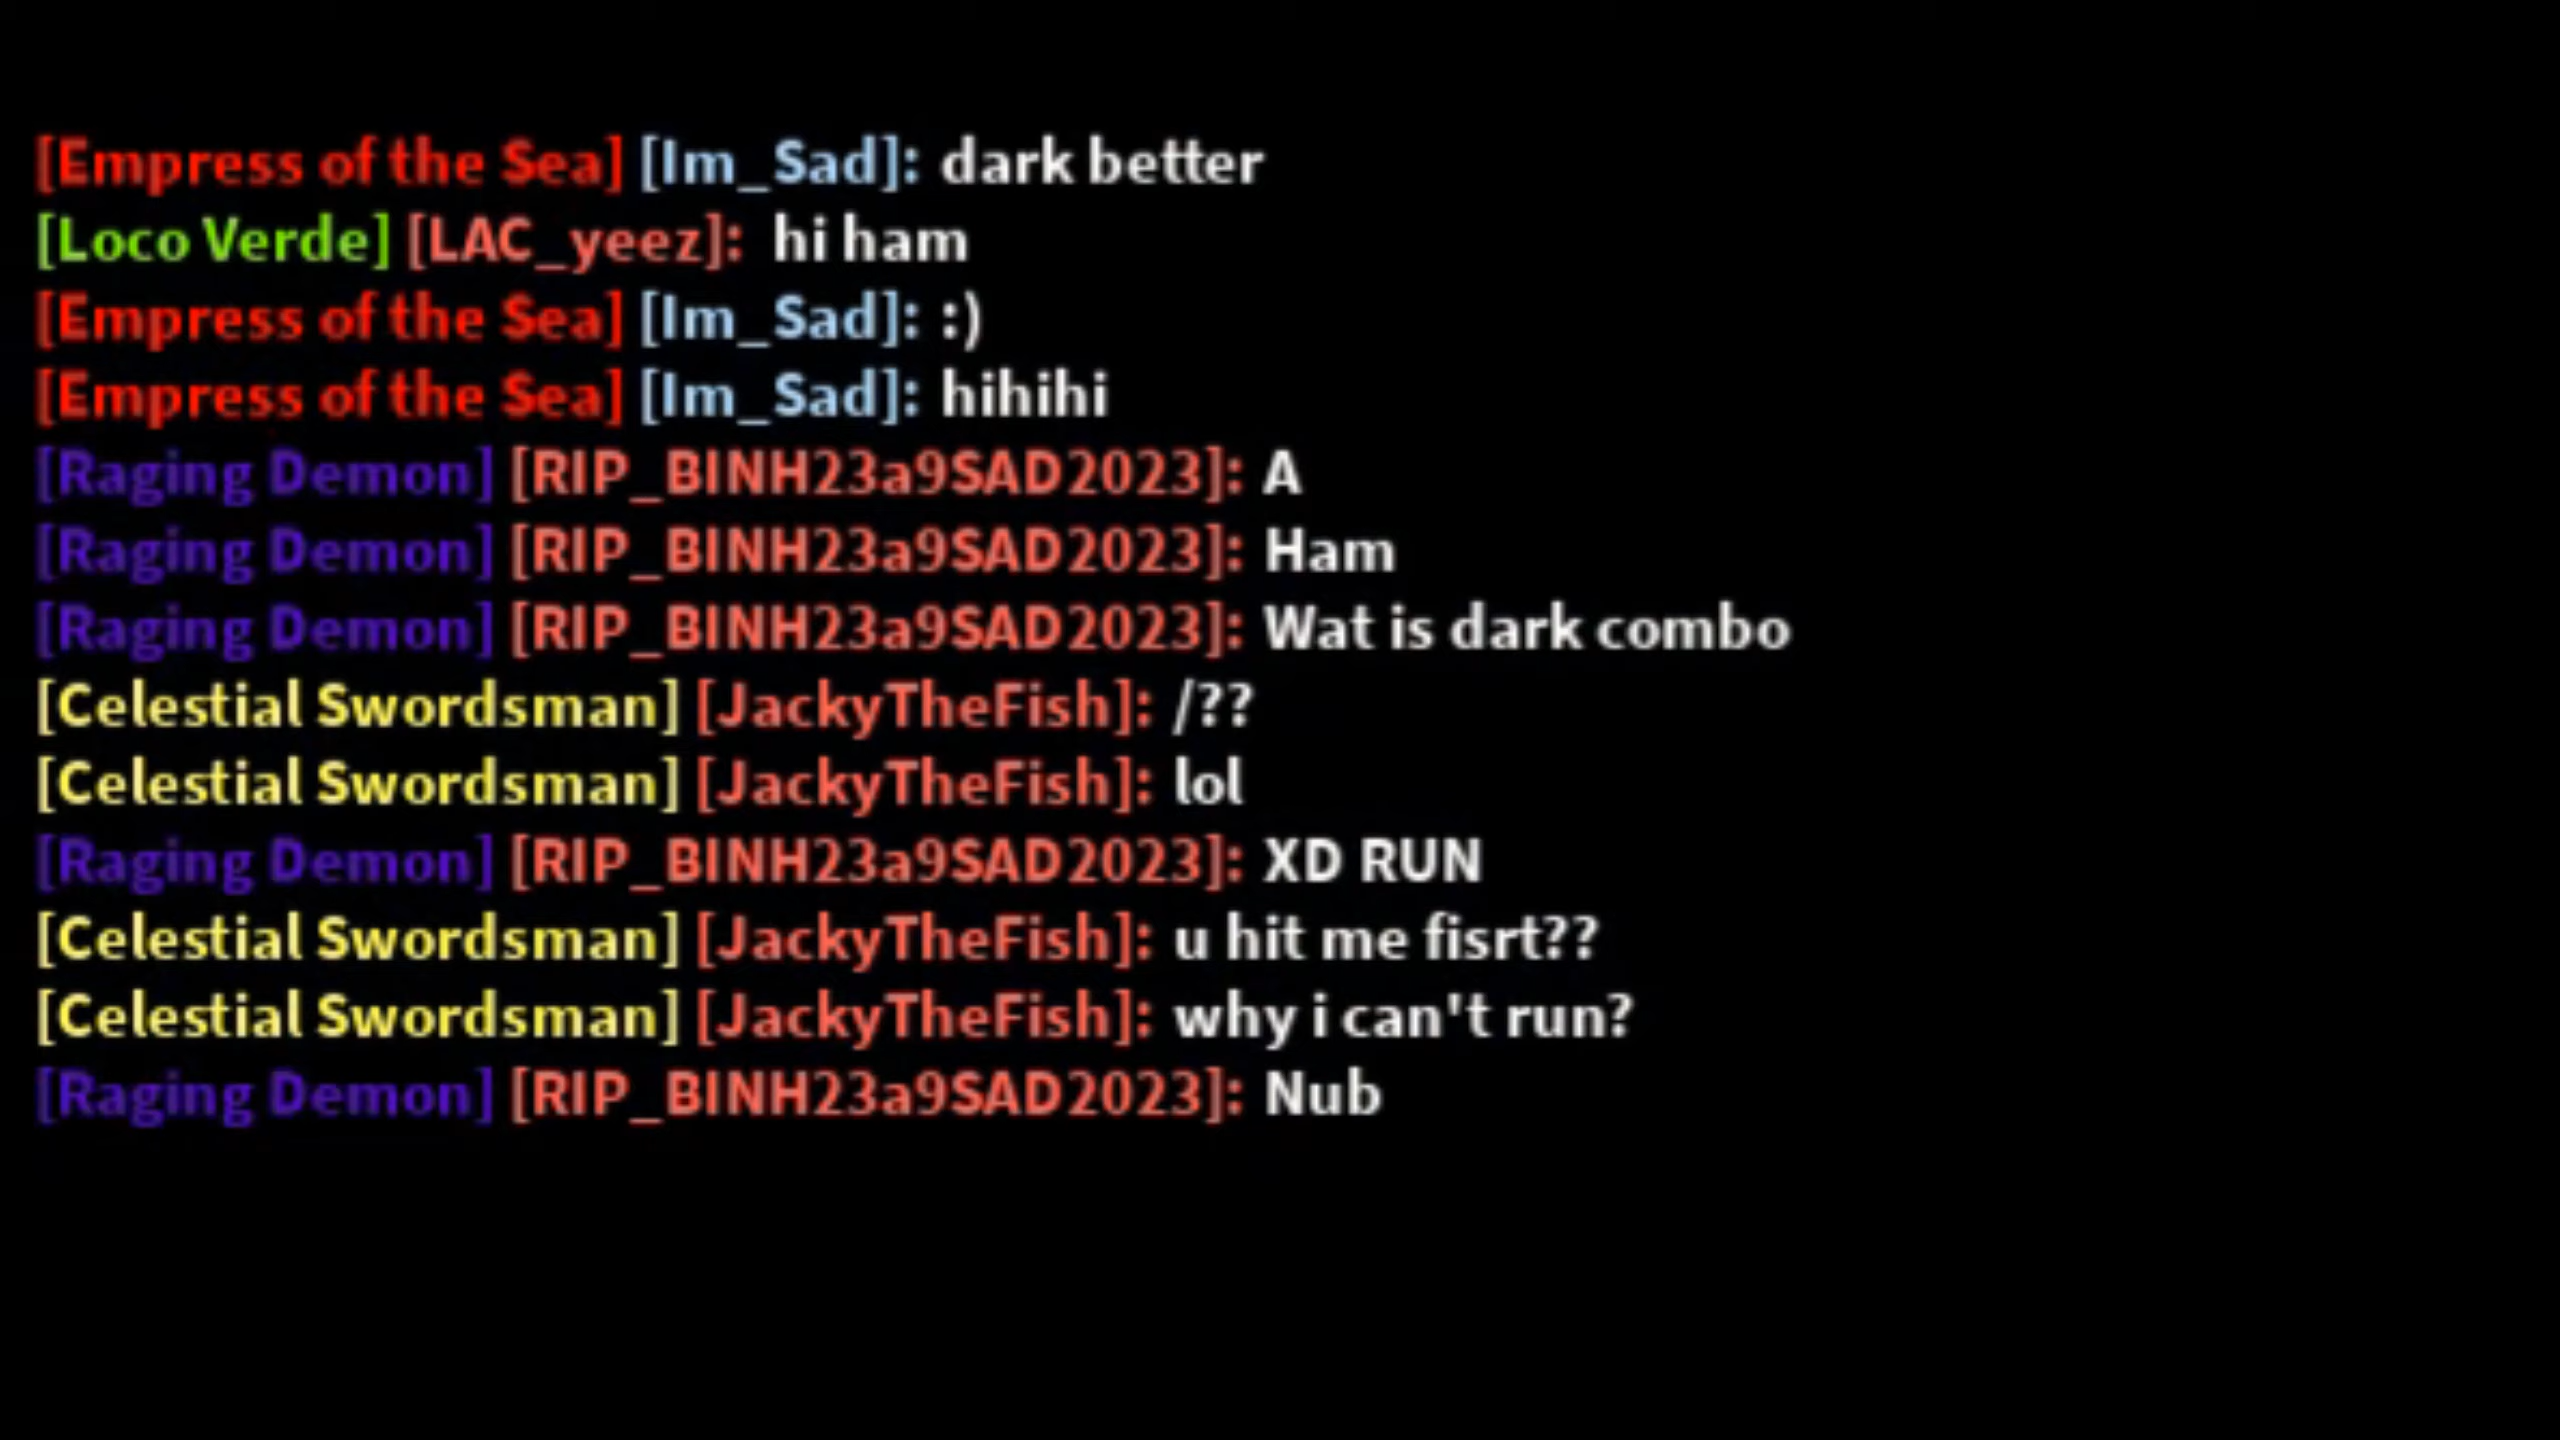 [Empress of the Sea] [Im_Sad]: dark better
[Loco Verde] [LAC_yeez]: hi ham
[Empress of the Sea] [Im_Sad]: :)
[Empress of the Sea] [Im_Sad]: hihihi
[Raging Demon] [RIP_BINH23a9SAD2023]: A
[Raging Demon] [RIP_BINH23a9SAD2023]: Ham
[Raging Demon] [RIP_BINH23a9SAD2023]: Wat is dark combo
[Celestial Swordsman] [JackyTheFish]: /??
[Celestial Swordsman] [JackyTheFish]: lol
[Raging Demon] [RIP_BINH23a9SAD2023]: XD RUN
[Celestial Swordsman] [JackyTheFish]: u hit me fisrt??
[Celestial Swordsman] [JackyTheFish]: why i can't run?
[Raging Demon] [RIP_BINH23a9SAD2023]: Nub